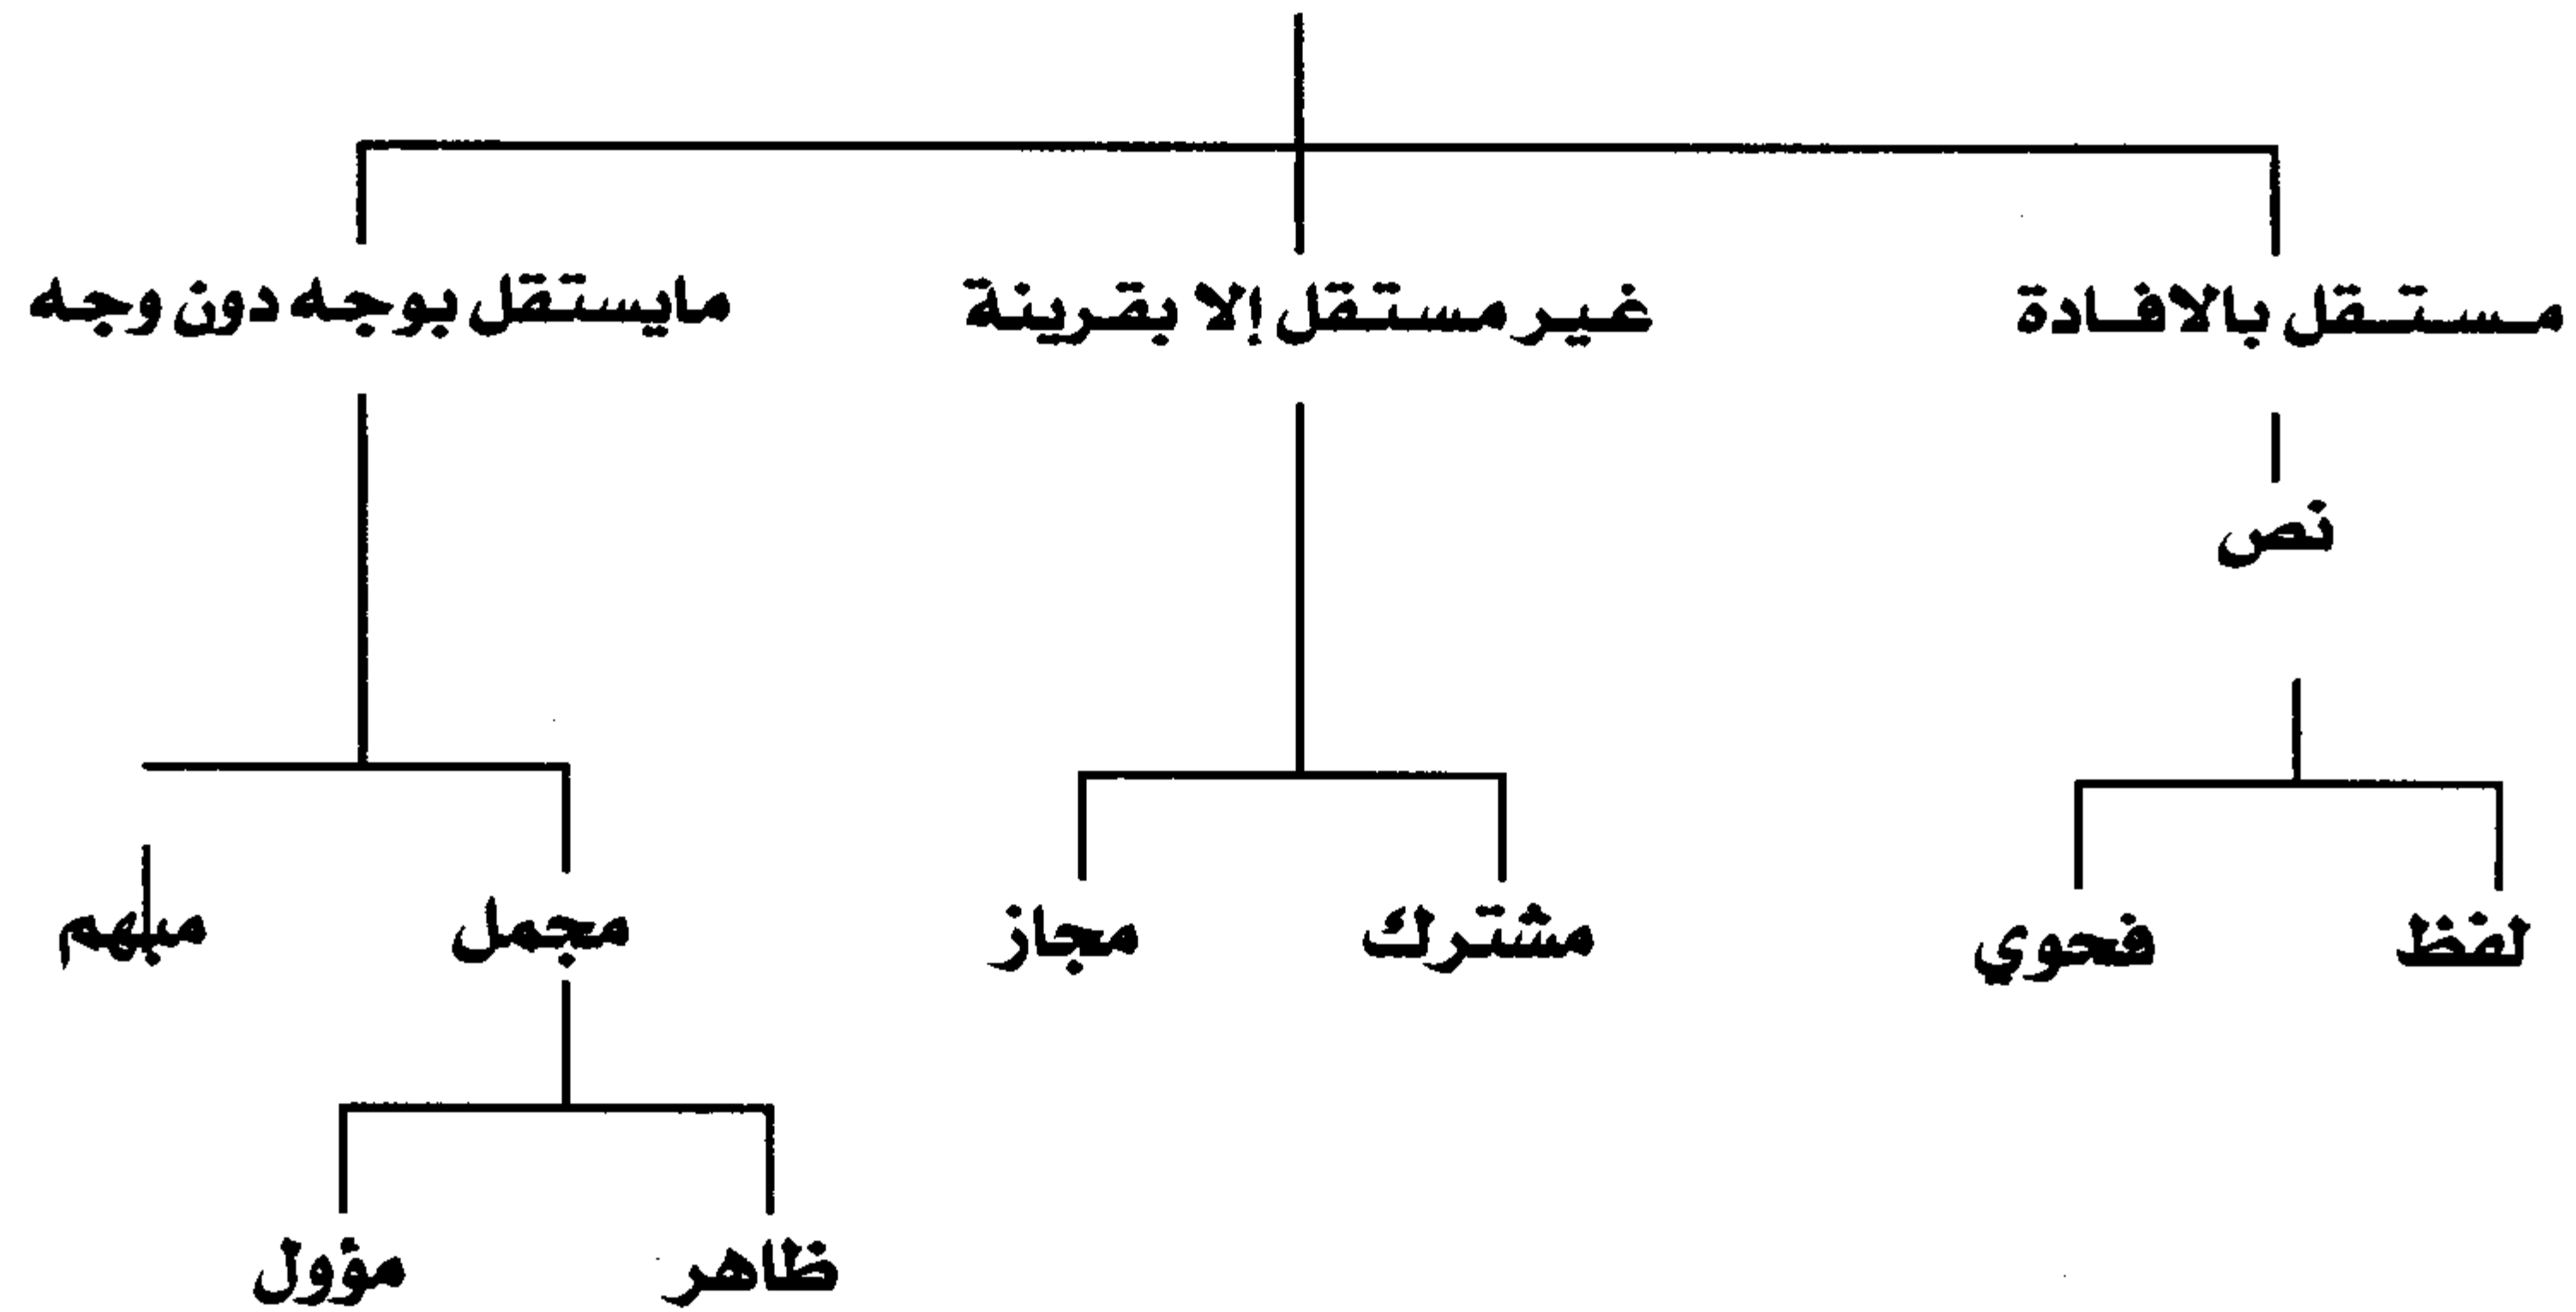 مستقل بالافادة
غير مستقل إلا بقرينة
مايستقل بوجه دون وجه
نص
لفظ
فحوي
مشترك
مجاز
مجمل
مبهم
ظاهر
مؤول